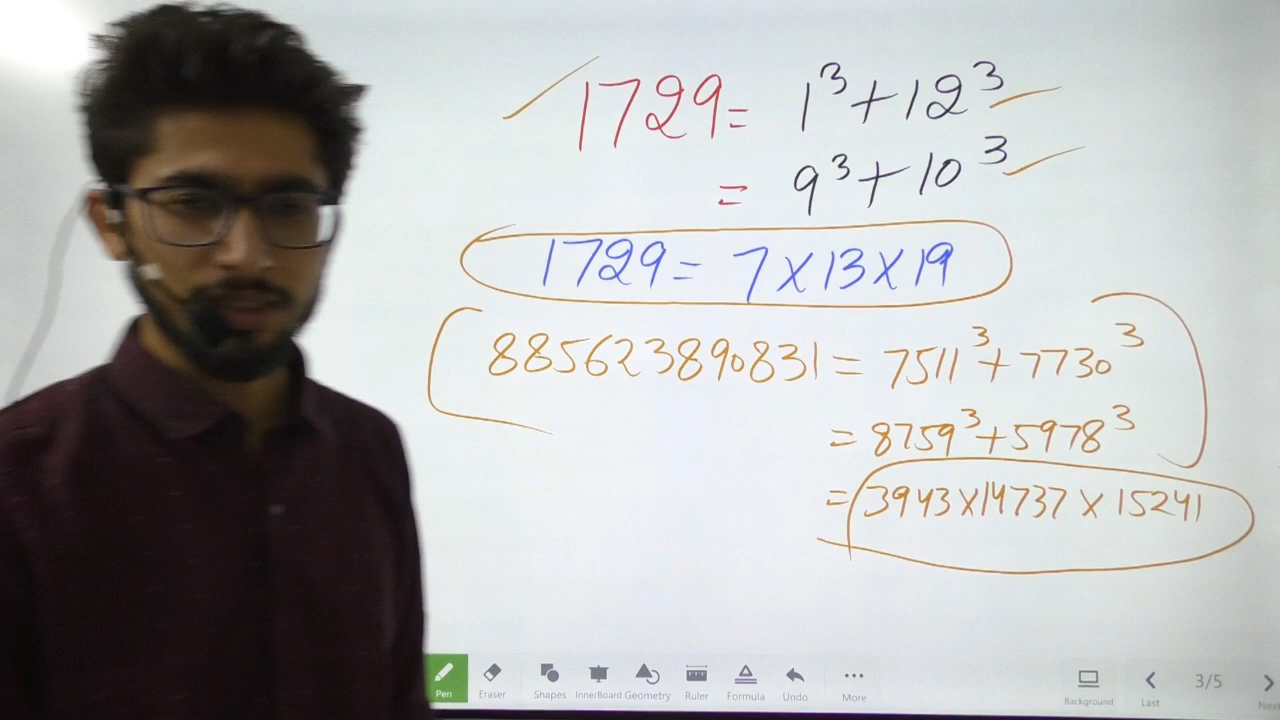 1729 = 1³ + 12³
= 9³ + 10³
1729 = 7 × 13 × 19
885623890831 = 7511³ + 7730³
= 8759³ + 5978³
= 3943 × 14737 × 15241
Pen Eraser Shapes InnerBoard Geometry Ruler Formula Undo More Background Last 3/5 Next